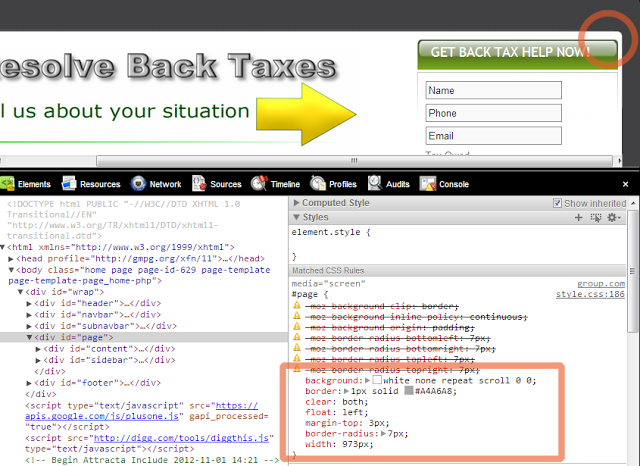 GET BACK TAX HELP NOW!
esolve Back Taxes
Name
l us about your situation
Phone
Email
Tax Owed
Elements Resources Network Sources Timeline Profiles Audits Console
<!DOCTYPE html PUBLIC "-//W3C//DTD XHTML 1.0
Transitional//EN"
"http://www.w3.org/TR/xhtml1/DTD/xhtml1-
transitional.dtd">
<html xmlns="http://www.w3.org/1999/xhtml">
<head profile="http://gmpg.org/xfn/11">…</head>
<body class="home page page-id-629 page-template
page-template-page_home-php">
<div id="wrap">
<div id="header">…</div>
<div id="navbar">…</div>
<div id="subnavbar">…</div>
<div id="page">
<div id="content">…</div>
<div id="sidebar">…</div>
</div>
<div id="footer">…</div>
<script type="text/javascript" src="https://
apis.google.com/js/plusone.js" gapi_processed=
"true"></script>
<script type="text/javascript" src=
"http://digg.com/tools/diggthis.js">
</script>
<!-- Begin Attracta Include 2012-11-01 14:21 -->
Computed Style Show inherited
Styles
element.style {
}
Matched CSS Rules
media="screen" group.com
#page { style.css:186
-moz-background-clip: border;
-moz-background-inline-policy: continuous;
-moz-background-origin: padding;
-moz-border-radius-bottomleft: 7px;
-moz-border-radius-bottomright: 7px;
-moz-border-radius-topleft: 7px;
-moz-border-radius-topright: 7px;
background: white none repeat scroll 0 0;
border: 1px solid #A4A6A8;
clear: both;
float: left;
margin-top: 3px;
border-radius: 7px;
width: 973px;
}